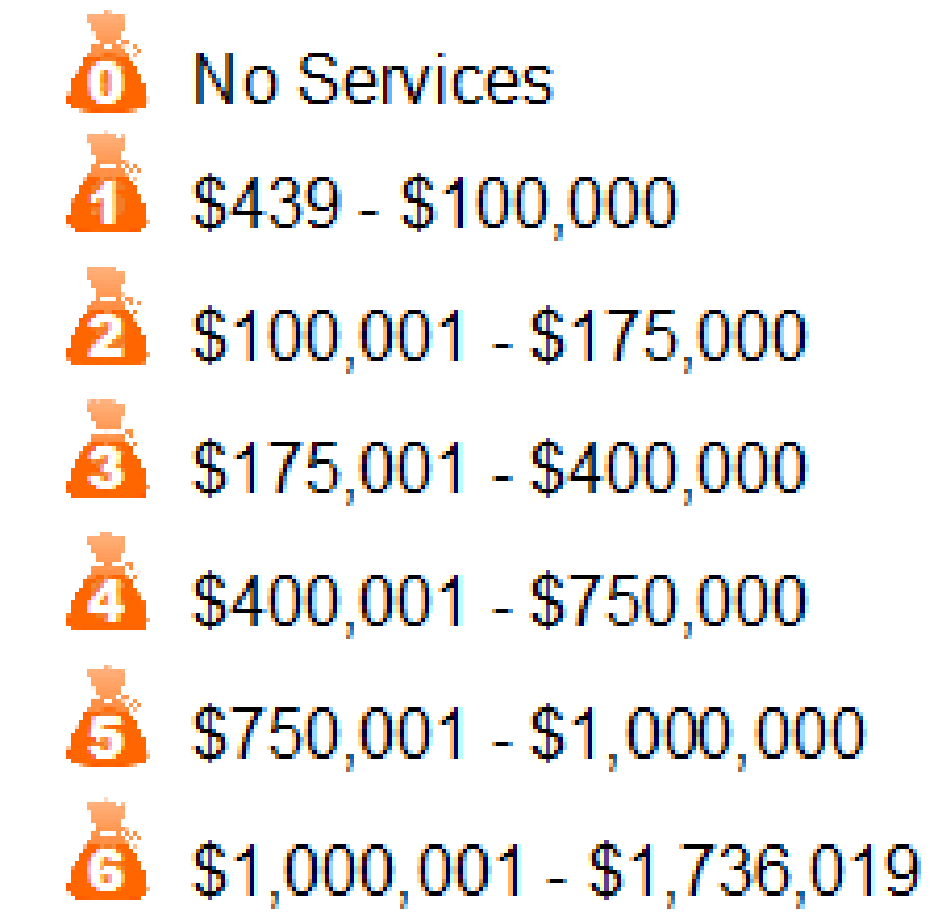 0 No Services
1 $439 - $100,000
2 $100,001 - $175,000
3 $175,001 - $400,000
4 $400,001 - $750,000
5 $750,001 - $1,000,000
6 $1,000,001 - $1,736,019